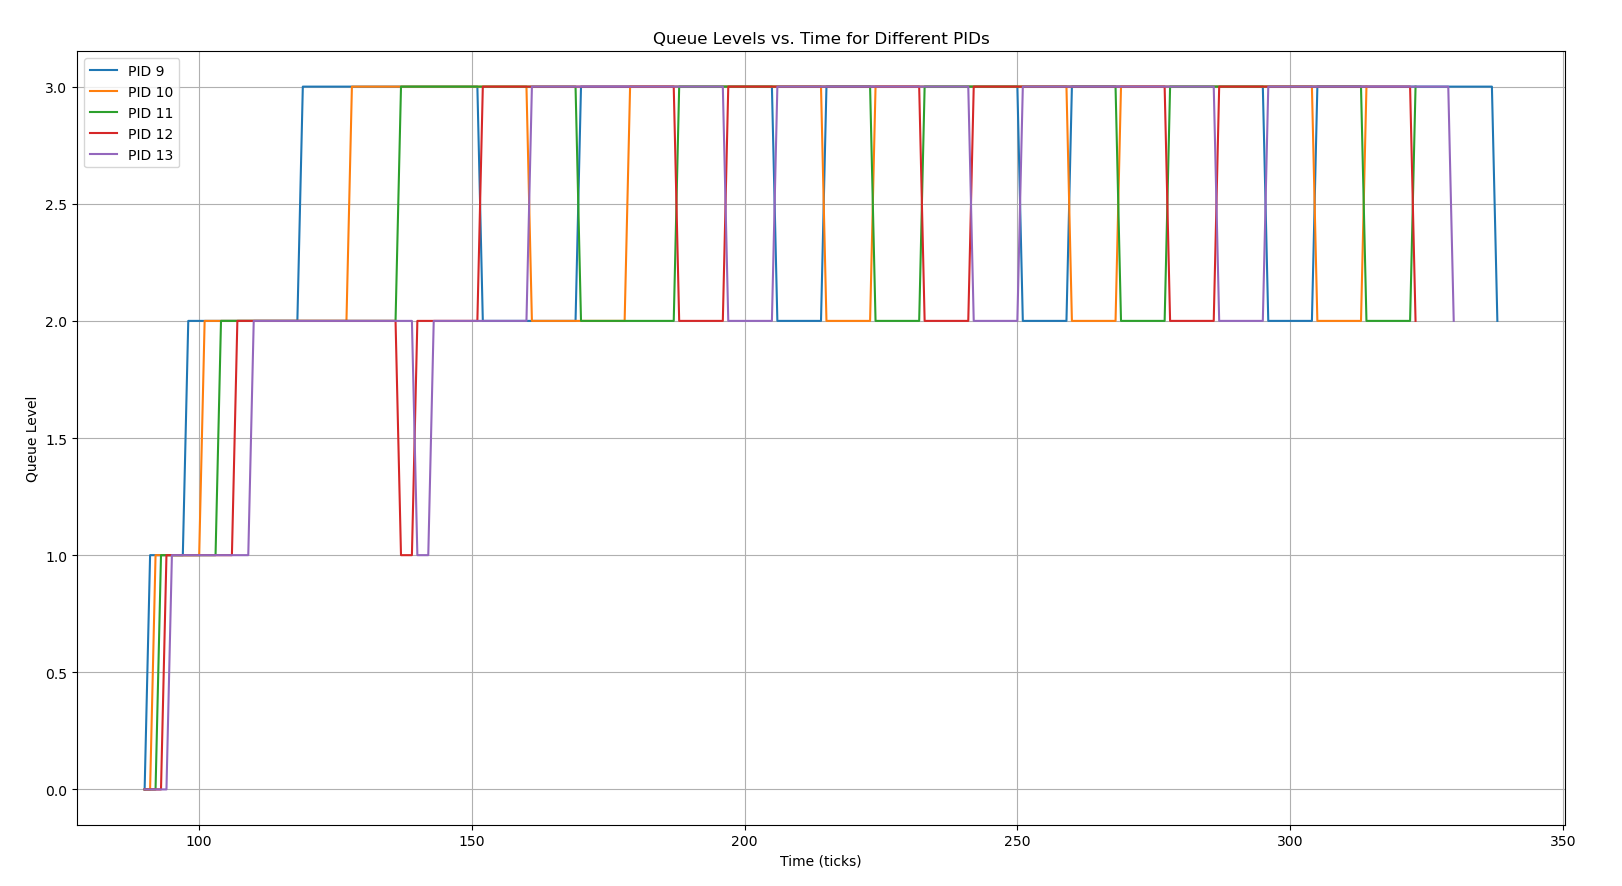 Queue Levels vs. Time for Different PIDs
PID 9
PID 10
PID 11
PID 12
PID 13
3.0
2.5
2.0
1.5
1.0
0.5
0.0
Queue Level
100 150 200 250 300 350
Time (ticks)